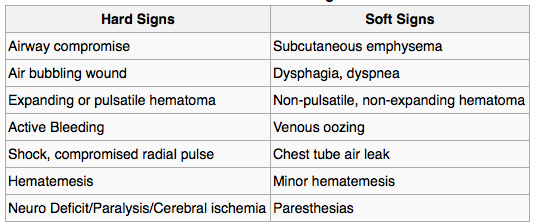 Hard Signs Soft Signs
Airway compromise Subcutaneous emphysema
Air bubbling wound Dysphagia, dyspnea
Expanding or pulsatile hematoma Non-pulsatile, non-expanding hematoma
Active Bleeding Venous oozing
Shock, compromised radial pulse Chest tube air leak
Hematemesis Minor hematemesis
Neuro Deficit/Paralysis/Cerebral ischemia Paresthesias